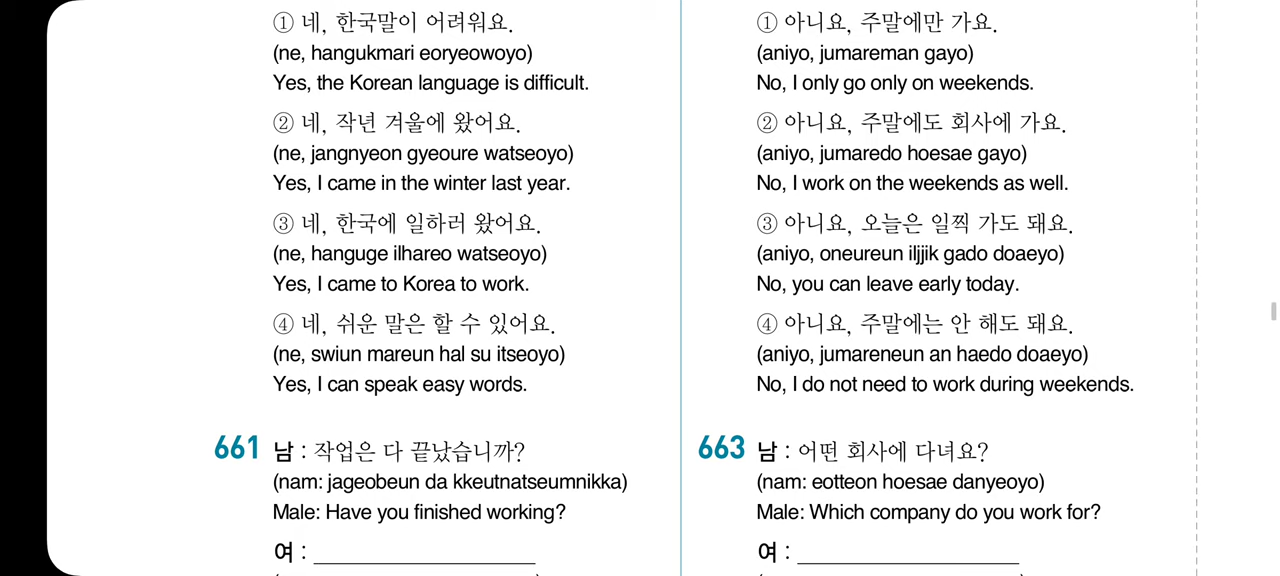 ① 네, 한국말이 어려워요.
(ne, hangukmari eoryeowoyo)
Yes, the Korean language is difficult.
② 네, 작년 겨울에 왔어요.
(ne, jangnyeon gyeoure watseoyo)
Yes, I came in the winter last year.
③ 네, 한국에 일하러 왔어요.
(ne, hanguge ilhareo watseoyo)
Yes, I came to Korea to work.
④ 네, 쉬운 말은 할 수 있어요.
(ne, swiun mareun hal su itseoyo)
Yes, I can speak easy words.
661 남 : 작업은 다 끝났습니까?
(nam: jageobeun da kkeutnatseumnikka)
Male: Have you finished working?
여 : ____________________
① 아니요, 주말에만 가요.
(aniyo, jumareman gayo)
No, I only go only on weekends.
② 아니요, 주말에도 회사에 가요.
(aniyo, jumaredo hoesae gayo)
No, I work on the weekends as well.
③ 아니요, 오늘은 일찍 가도 돼요.
(aniyo, oneureun iljjik gado doaeyo)
No, you can leave early today.
④ 아니요, 주말에는 안 해도 돼요.
(aniyo, jumareneun an haedo doaeyo)
No, I do not need to work during weekends.
663 남 : 어떤 회사에 다녀요?
(nam: eotteon hoesae danyeoyo)
Male: Which company do you work for?
여 : ____________________